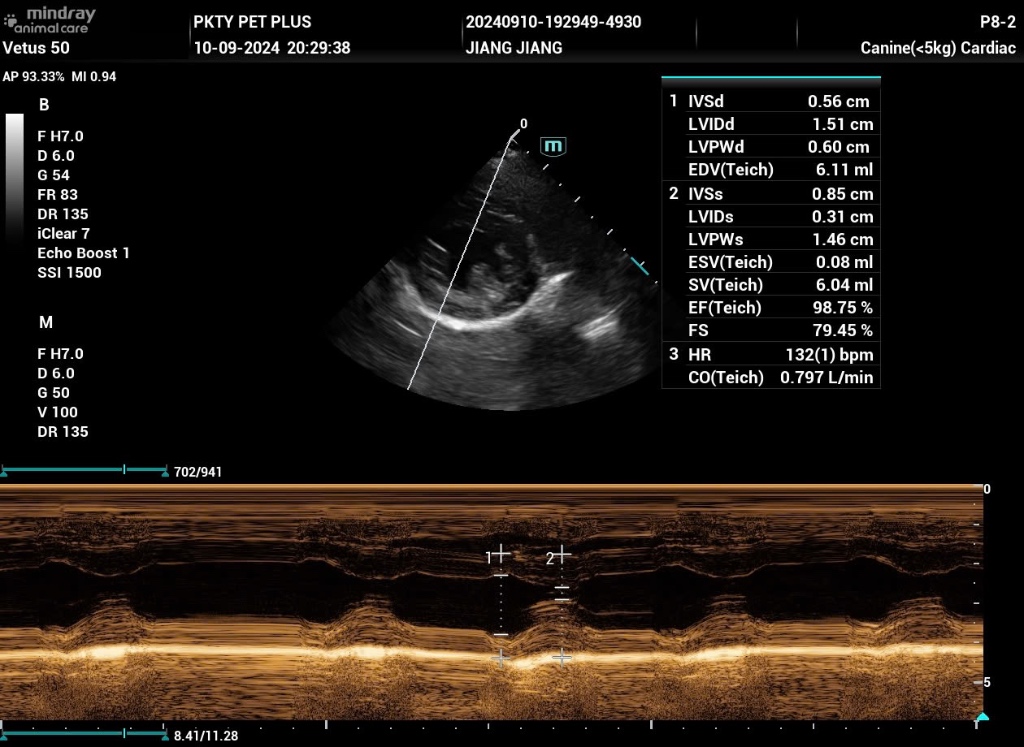 mindray
animal care
Vetus 50
PKTY PET PLUS
10-09-2024 20:29:38
20240910-192949-4930
JIANG JIANG
P8-2
Canine(<5kg) Cardiac
AP 93.33% MI 0.94
B
F H7.0
D 6.0
G 54
FR 83
DR 135
iClear 7
Echo Boost 1
SSI 1500
M
F H7.0
D 6.0
G 50
V 100
DR 135
0
m
1 IVSd 0.56 cm
LVIDd 1.51 cm
LVPWd 0.60 cm
EDV(Teich) 6.11 ml
2 IVSs 0.85 cm
LVIDs 0.31 cm
LVPWs 1.46 cm
ESV(Teich) 0.08 ml
SV(Teich) 6.04 ml
EF(Teich) 98.75 %
FS 79.45 %
3 HR 132(1) bpm
CO(Teich) 0.797 L/min
702/941
0
1 2
5
8.41/11.28